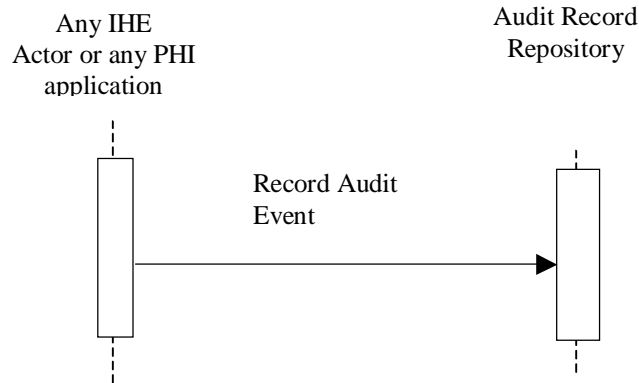 Any IHE
Actor or any PHI
application
Audit Record
Repository
Record Audit
Event